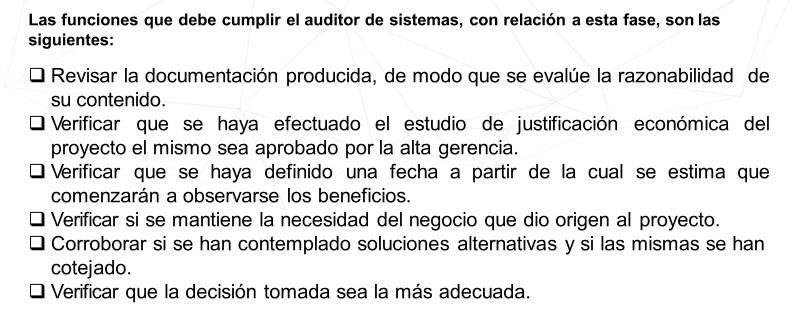 Las funciones que debe cumplir el auditor de sistemas, con relación a esta fase, son las
siguientes:
❑ Revisar la documentación producida, de modo que se evalúe la razonabilidad de
su contenido.
❑ Verificar que se haya efectuado el estudio de justificación económica del
proyecto el mismo sea aprobado por la alta gerencia.
❑ Verificar que se haya definido una fecha a partir de la cual se estima que
comenzarán a observarse los beneficios.
❑ Verificar si se mantiene la necesidad del negocio que dio origen al proyecto.
❑ Corroborar si se han contemplado soluciones alternativas y si las mismas se han
cotejado.
❑ Verificar que la decisión tomada sea la más adecuada.